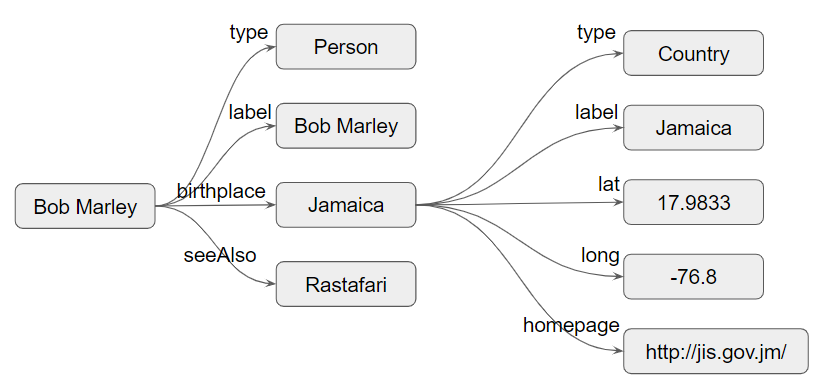 type
Person
label
Bob Marley
Bob Marley
birthplace
Jamaica
seeAlso
Rastafari
type
Country
label
Jamaica
lat
17.9833
long
-76.8
homepage
http://jis.gov.jm/